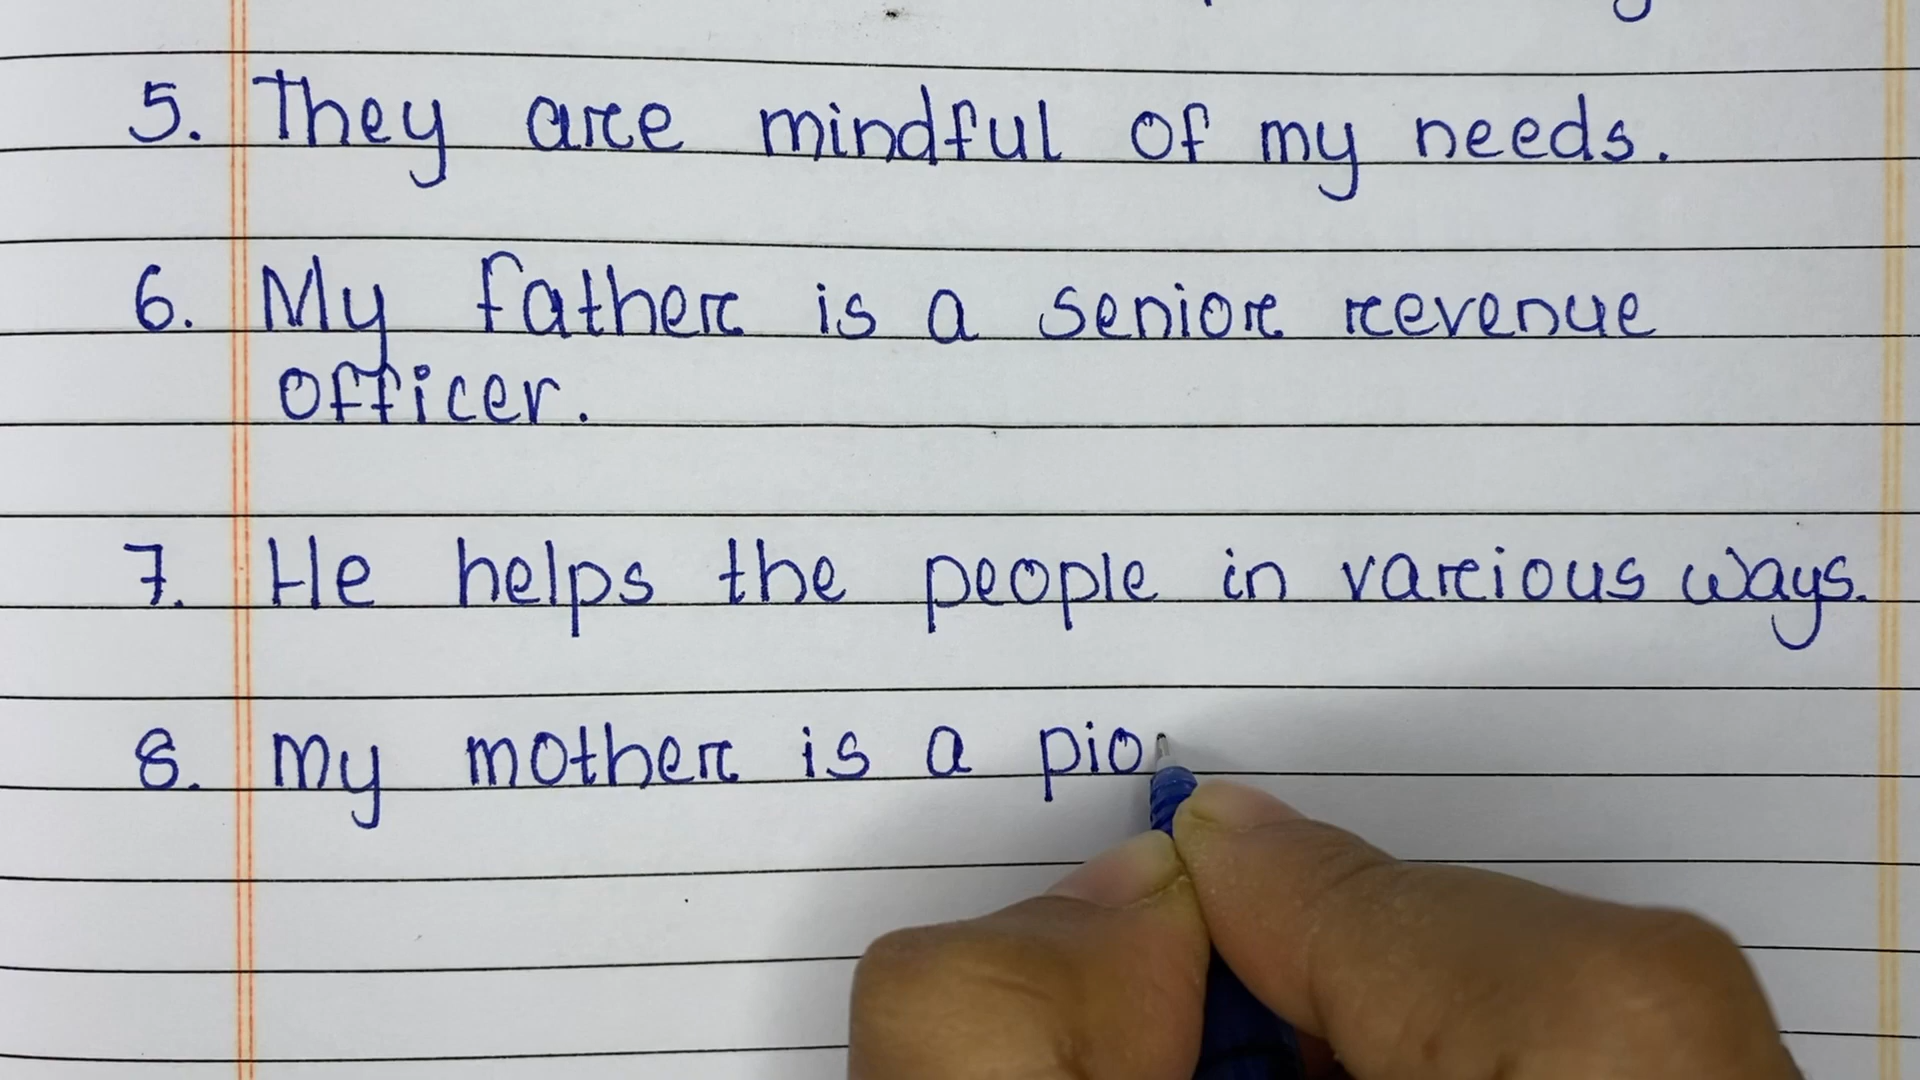 5. They are mindful of my needs.
6. My father is a senior revenue
officer.
7. He helps the people in various ways.
8. My mother is a pio